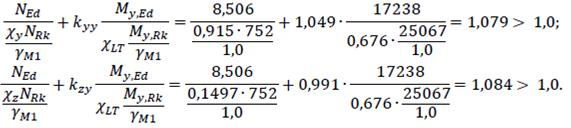 N_Ed / (χ_y N_Rk / γ_M1) + k_yy M_y,Ed / (χ_LT M_y,Rk / γ_M1) = 8,506 / (0,915 · 752 / 1,0) + 1,049 · 17238 / (0,676 · 25067 / 1,0) = 1,079 > 1,0;
N_Ed / (χ_z N_Rk / γ_M1) + k_zy M_y,Ed / (χ_LT M_y,Rk / γ_M1) = 8,506 / (0,1497 · 752 / 1,0) + 0,991 · 17238 / (0,676 · 25067 / 1,0) = 1,084 > 1.0.